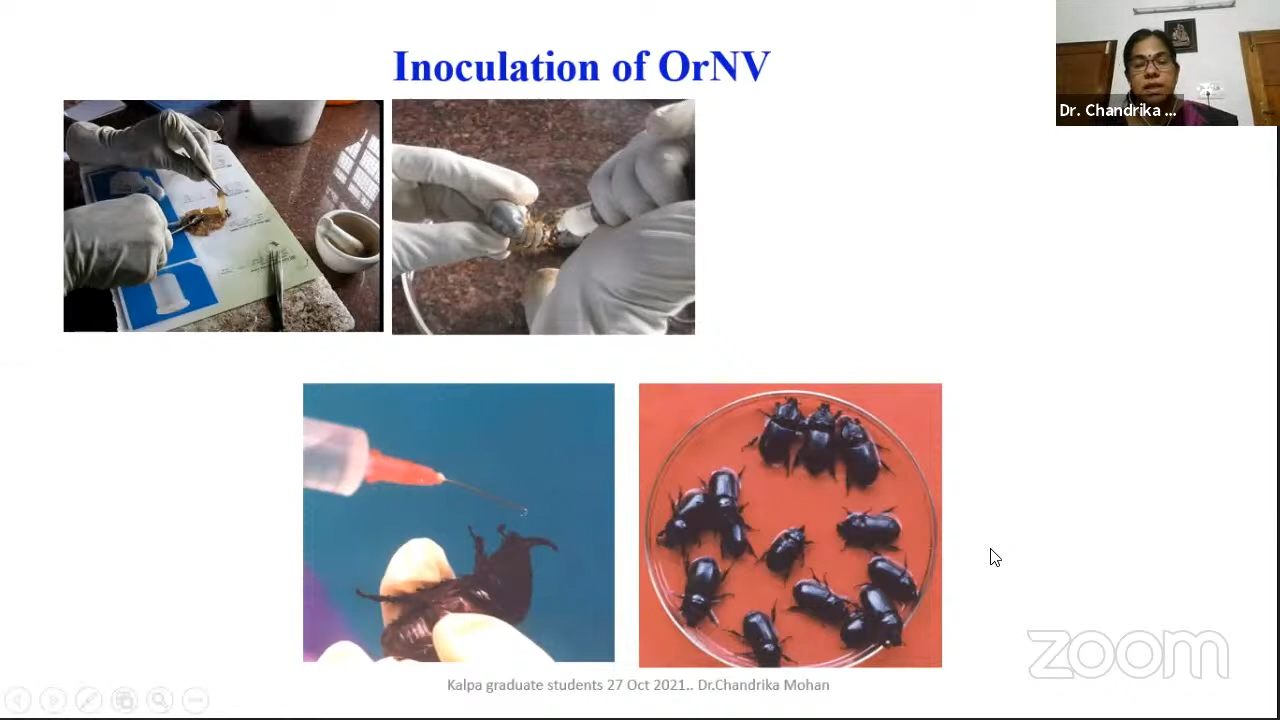 Inoculation of OrNV
Dr. Chandrika ...
Kalpa graduate students 27 Oct 2021.. Dr.Chandrika Mohan
zoom